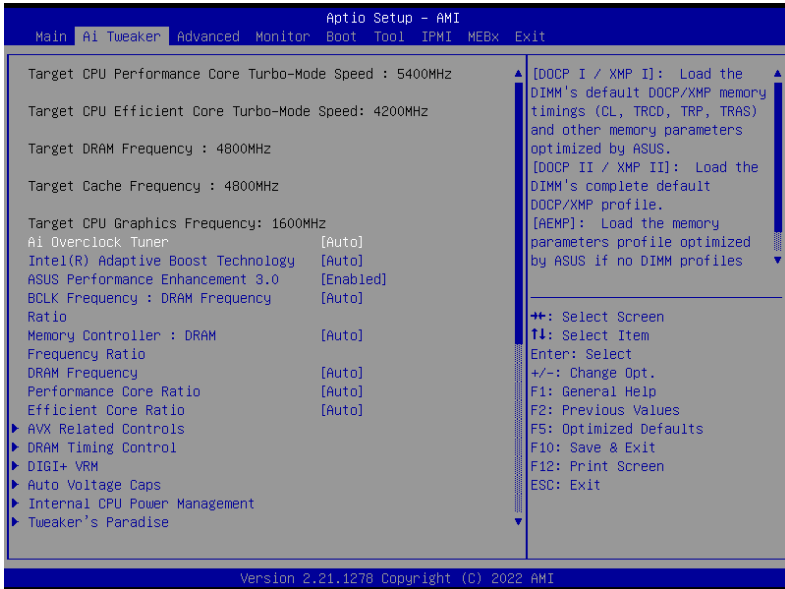 Aptio Setup - AMI
Main Ai Tweaker Advanced Monitor Boot Tool IPMI MEBx Exit
Target CPU Performance Core Turbo-Mode Speed : 5400MHz
Target CPU Efficient Core Turbo-Mode Speed: 4200MHz
Target DRAM Frequency : 4800MHz
Target Cache Frequency : 4800MHz
Target CPU Graphics Frequency: 1600MHz
Ai Overclock Tuner [Auto]
Intel(R) Adaptive Boost Technology [Auto]
ASUS Performance Enhancement 3.0 [Enabled]
BCLK Frequency : DRAM Frequency [Auto]
Ratio
Memory Controller : DRAM [Auto]
Frequency Ratio
DRAM Frequency [Auto]
Performance Core Ratio [Auto]
Efficient Core Ratio [Auto]
AVX Related Controls
DRAM Timing Control
DIGI+ VRM
Auto Voltage Caps
Internal CPU Power Management
Tweaker's Paradise
[DOCP I / XMP I]: Load the
DIMM's default DOCP/XMP memory
timings (CL, TRCD, TRP, TRAS)
and other memory parameters
optimized by ASUS.
[DOCP II / XMP II]: Load the
DIMM's complete default
DOCP/XMP profile.
[AEMP]: Load the memory
parameters profile optimized
by ASUS if no DIMM profiles
→←: Select Screen
↑↓: Select Item
Enter: Select
+/-: Change Opt.
F1: General Help
F2: Previous Values
F5: Optimized Defaults
F10: Save & Exit
F12: Print Screen
ESC: Exit
Version 2.21.1278 Copyright (C) 2022 AMI